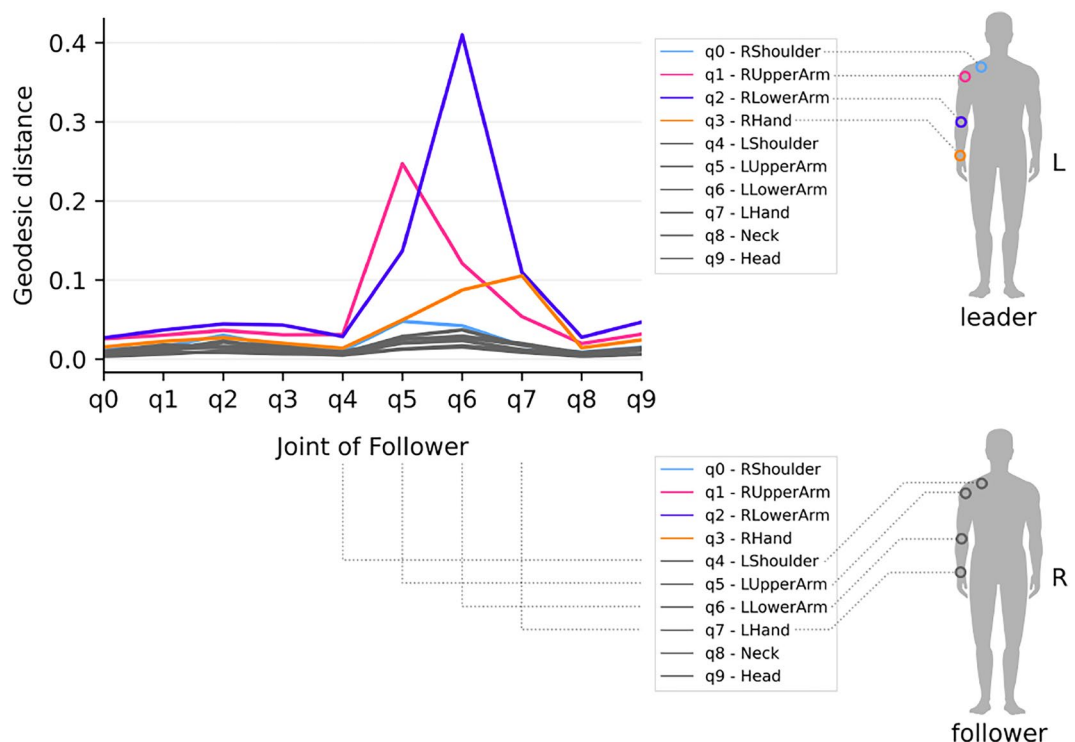 0.4
0.3
0.2
0.1
0.0
Geodesic distance
q0 q1 q2 q3 q4 q5 q6 q7 q8 q9
Joint of Follower
q0 - RShoulder
q1 - RUpperArm
q2 - RLowerArm
q3 - RHand
q4 - LShoulder
q5 - LUpperArm
q6 - LLowerArm
q7 - LHand
q8 - Neck
q9 - Head
L
leader
q0 - RShoulder
q1 - RUpperArm
q2 - RLowerArm
q3 - RHand
q4 - LShoulder
q5 - LUpperArm
q6 - LLowerArm
q7 - LHand
q8 - Neck
q9 - Head
R
follower